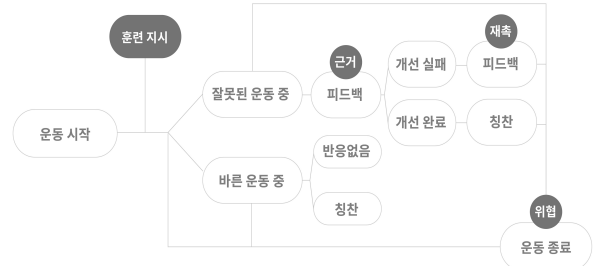 훈련 지시
운동 시작
잘못된 운동 중
근거
피드백
개선 실패
재촉
피드백
개선 완료
칭찬
바른 운동 중
반응없음
칭찬
위협
운동 종료